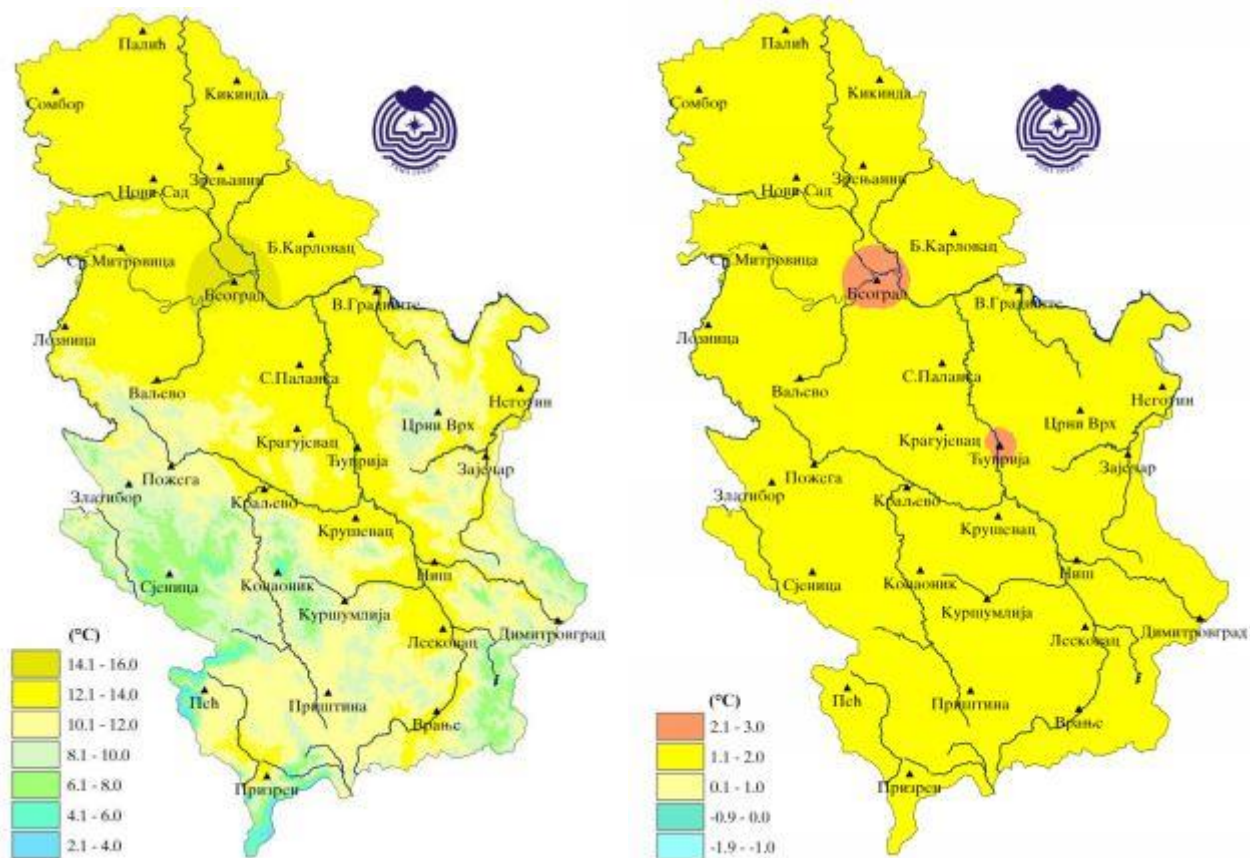 Палић
Сомбор
Кикинда
Нови Сад
Зрењанин
Ср.Митровица
Б.Карловац
Београд
В.Градиште
Лозница
Ваљево
С.Паланка
Неготин
Црни Врх
Крагујевац
Ћуприја
Зајечар
Пожега
Златибор
Краљево
Крушевац
Ниш
Сјеница
Копаоник
Куршумлија
Димитровград
Лесковац
Пећ
Приштина
Врање
Призрен
(°C)
14.1 - 16.0
12.1 - 14.0
10.1 - 12.0
8.1 - 10.0
6.1 - 8.0
4.1 - 6.0
2.1 - 4.0
Палић
Сомбор
Кикинда
Нови Сад
Зрењанин
Ср.Митровица
Б.Карловац
Београд
В.Градиште
Лозница
Ваљево
С.Паланка
Неготин
Црни Врх
Крагујевац
Ћуприја
Зајечар
Пожега
Златибор
Краљево
Крушевац
Ниш
Сјеница
Копаоник
Куршумлија
Димитровград
Лесковац
Пећ
Приштина
Врање
Призрен
(°C)
2.1 - 3.0
1.1 - 2.0
0.1 - 1.0
-0.9 - 0.0
-1.9 - -1.0